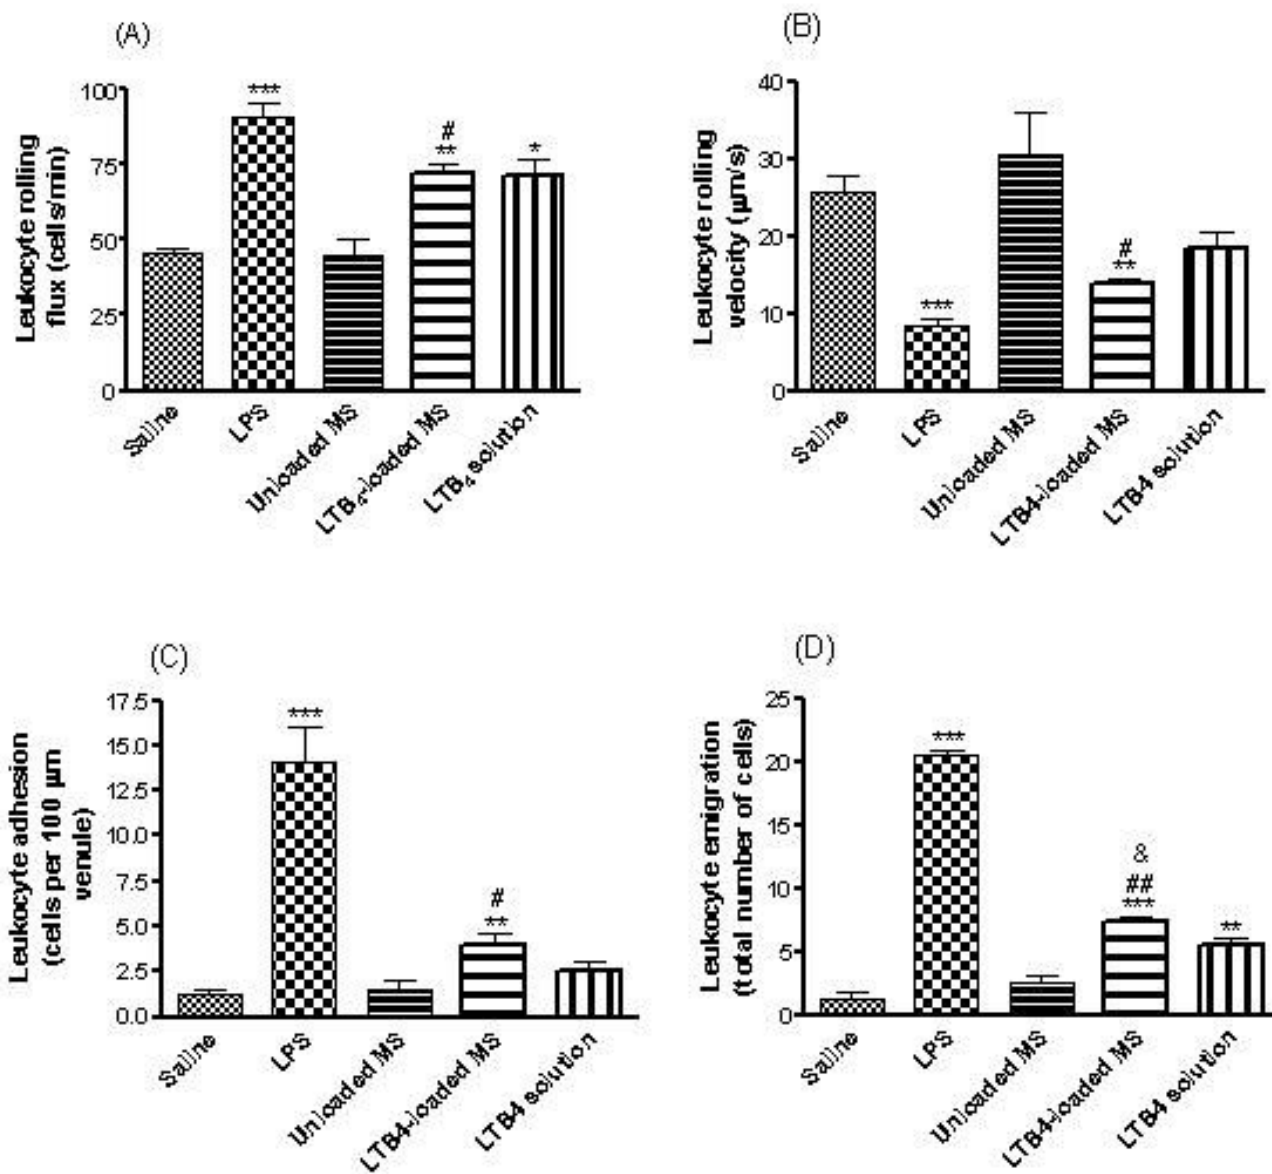 (A)
Leukocyte rolling
flux (cells/min)
100
75
50
25
0
***
#
**
*
Saline
LPS
Unloaded MS
LTB₄-loaded MS
LTB₄ solution
(B)
Leukocyte rolling
velocity (µm/s)
40
30
20
10
0
***
#
**
Saline
LPS
Unloaded MS
LTB4-loaded MS
LTB4 solution
(C)
Leukocyte adhesion
(cells per 100 µm
venule)
17.5
15.0
12.5
10.0
7.5
5.0
2.5
0.0
***
#
**
Saline
LPS
Unloaded MS
LTB4-loaded MS
LTB4 solution
(D)
Leukocyte emigration
(total number of cells)
25
20
15
10
5
0
***
&
##
***
**
Saline
LPS
Unloaded MS
LTB4-loaded MS
LTB4 solution